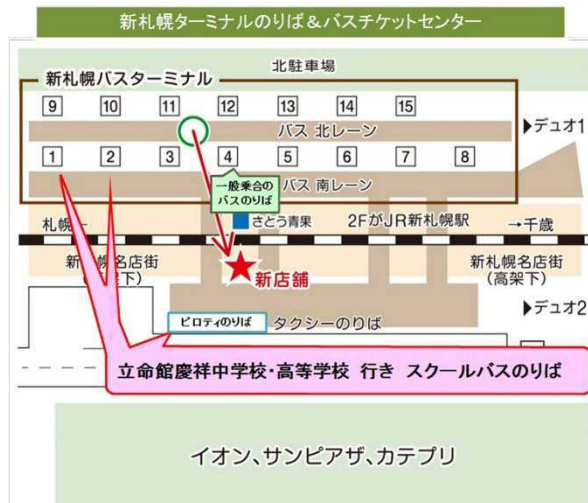 新札幌ターミナルのりば＆バスチケットセンター
北駐車場
新札幌バスターミナル
9 10 11 12 13 14 15
バス 北レーン
▶デュオ1
1 2 3 4 5 6 7 8
一般乗合の
バスのりば
バス 南レーン
さとう青果
2FがJR新札幌駅
札幌←
→千歳
新札幌名店街
(高架下)
新店舗
新札幌名店街
(高架下)
▶デュオ2
ピロティのりば
タクシーのりば
立命館慶祥中学校・高等学校 行き スクールバスのりば
イオン、サンピアザ、カテプリ